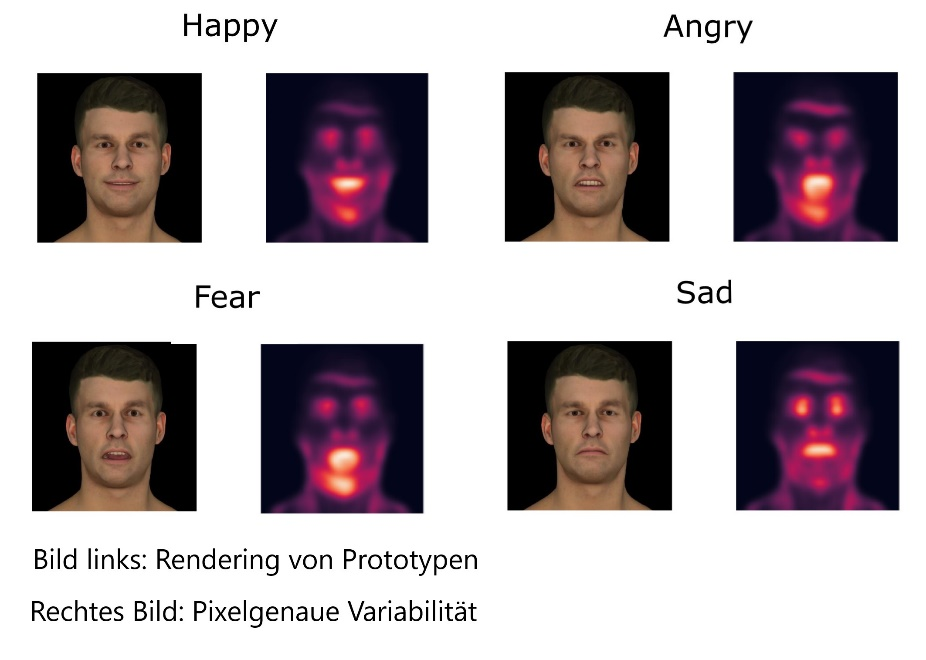 Happy
Angry
Fear
Sad
Bild links: Rendering von Prototypen
Rechtes Bild: Pixelgenaue Variabilität